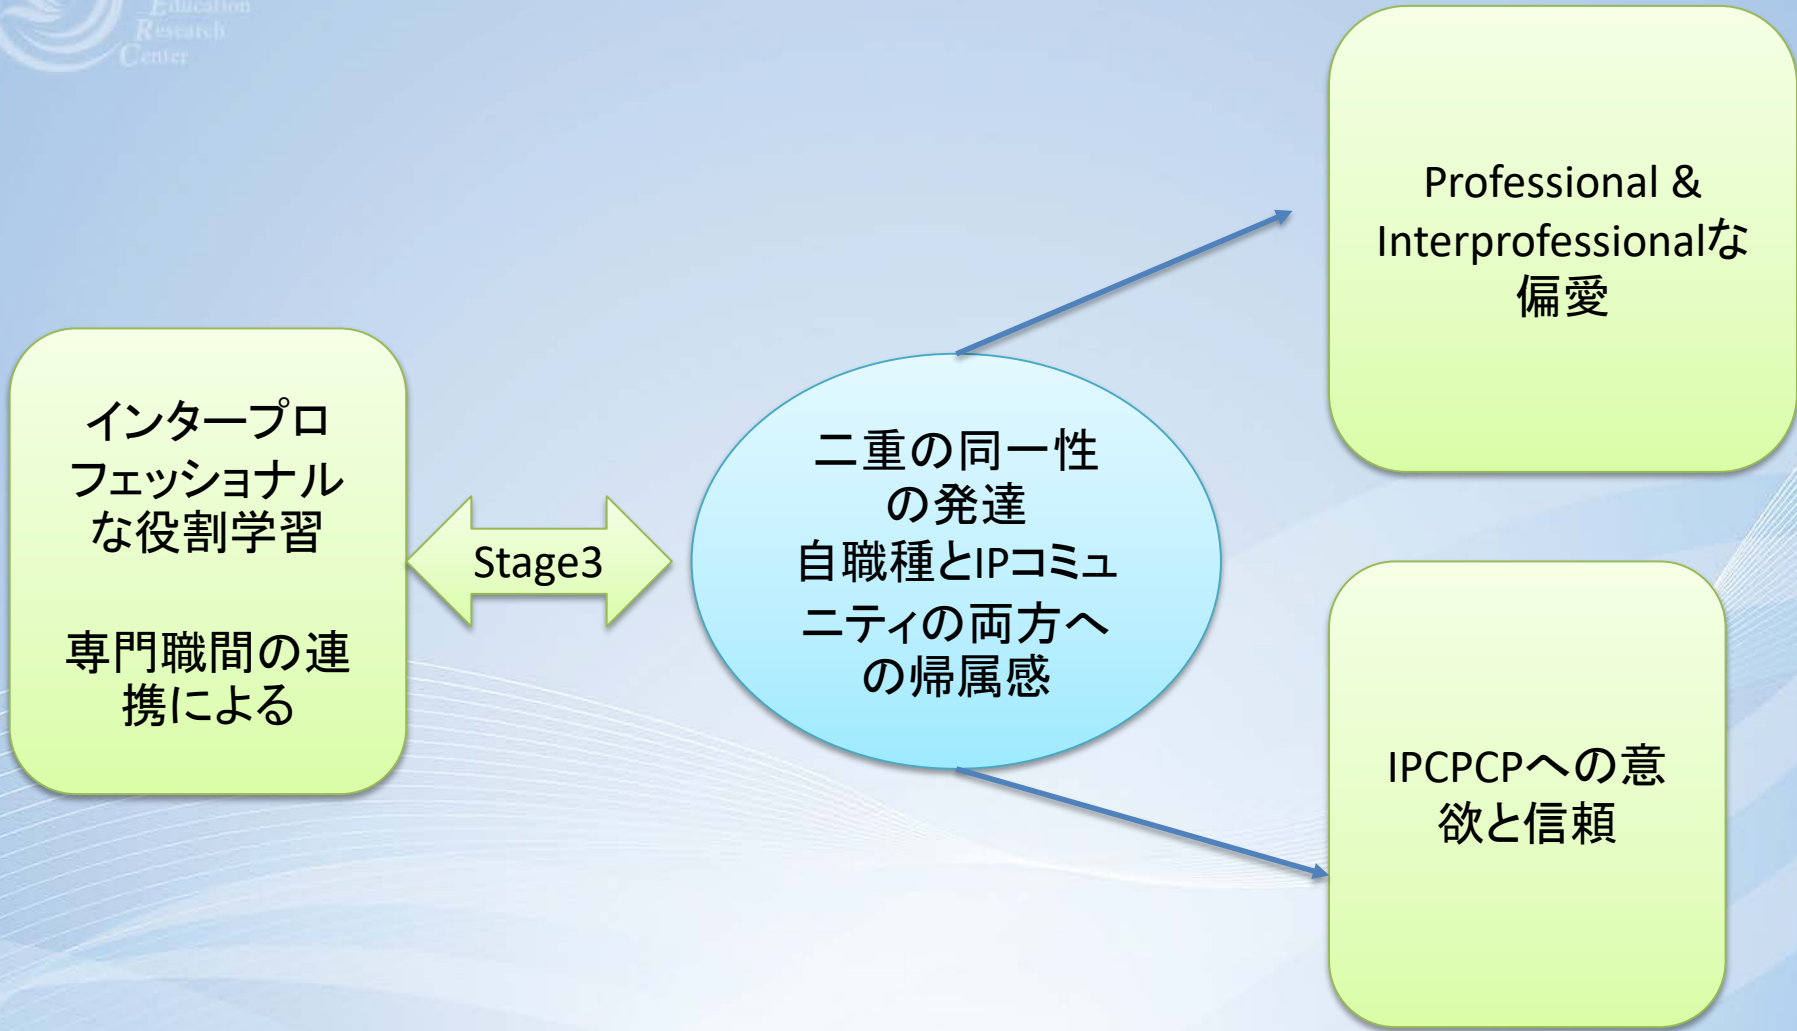 Education
Research
Center
Professional &
Interprofessionalな
偏愛
インタープロ
フェッショナル
な役割学習
専門職間の連
携による
Stage3
二重の同一性
の発達
自職種とIPコミュ
ニティの両方へ
の帰属感
IPCPCPへの意
欲と信頼